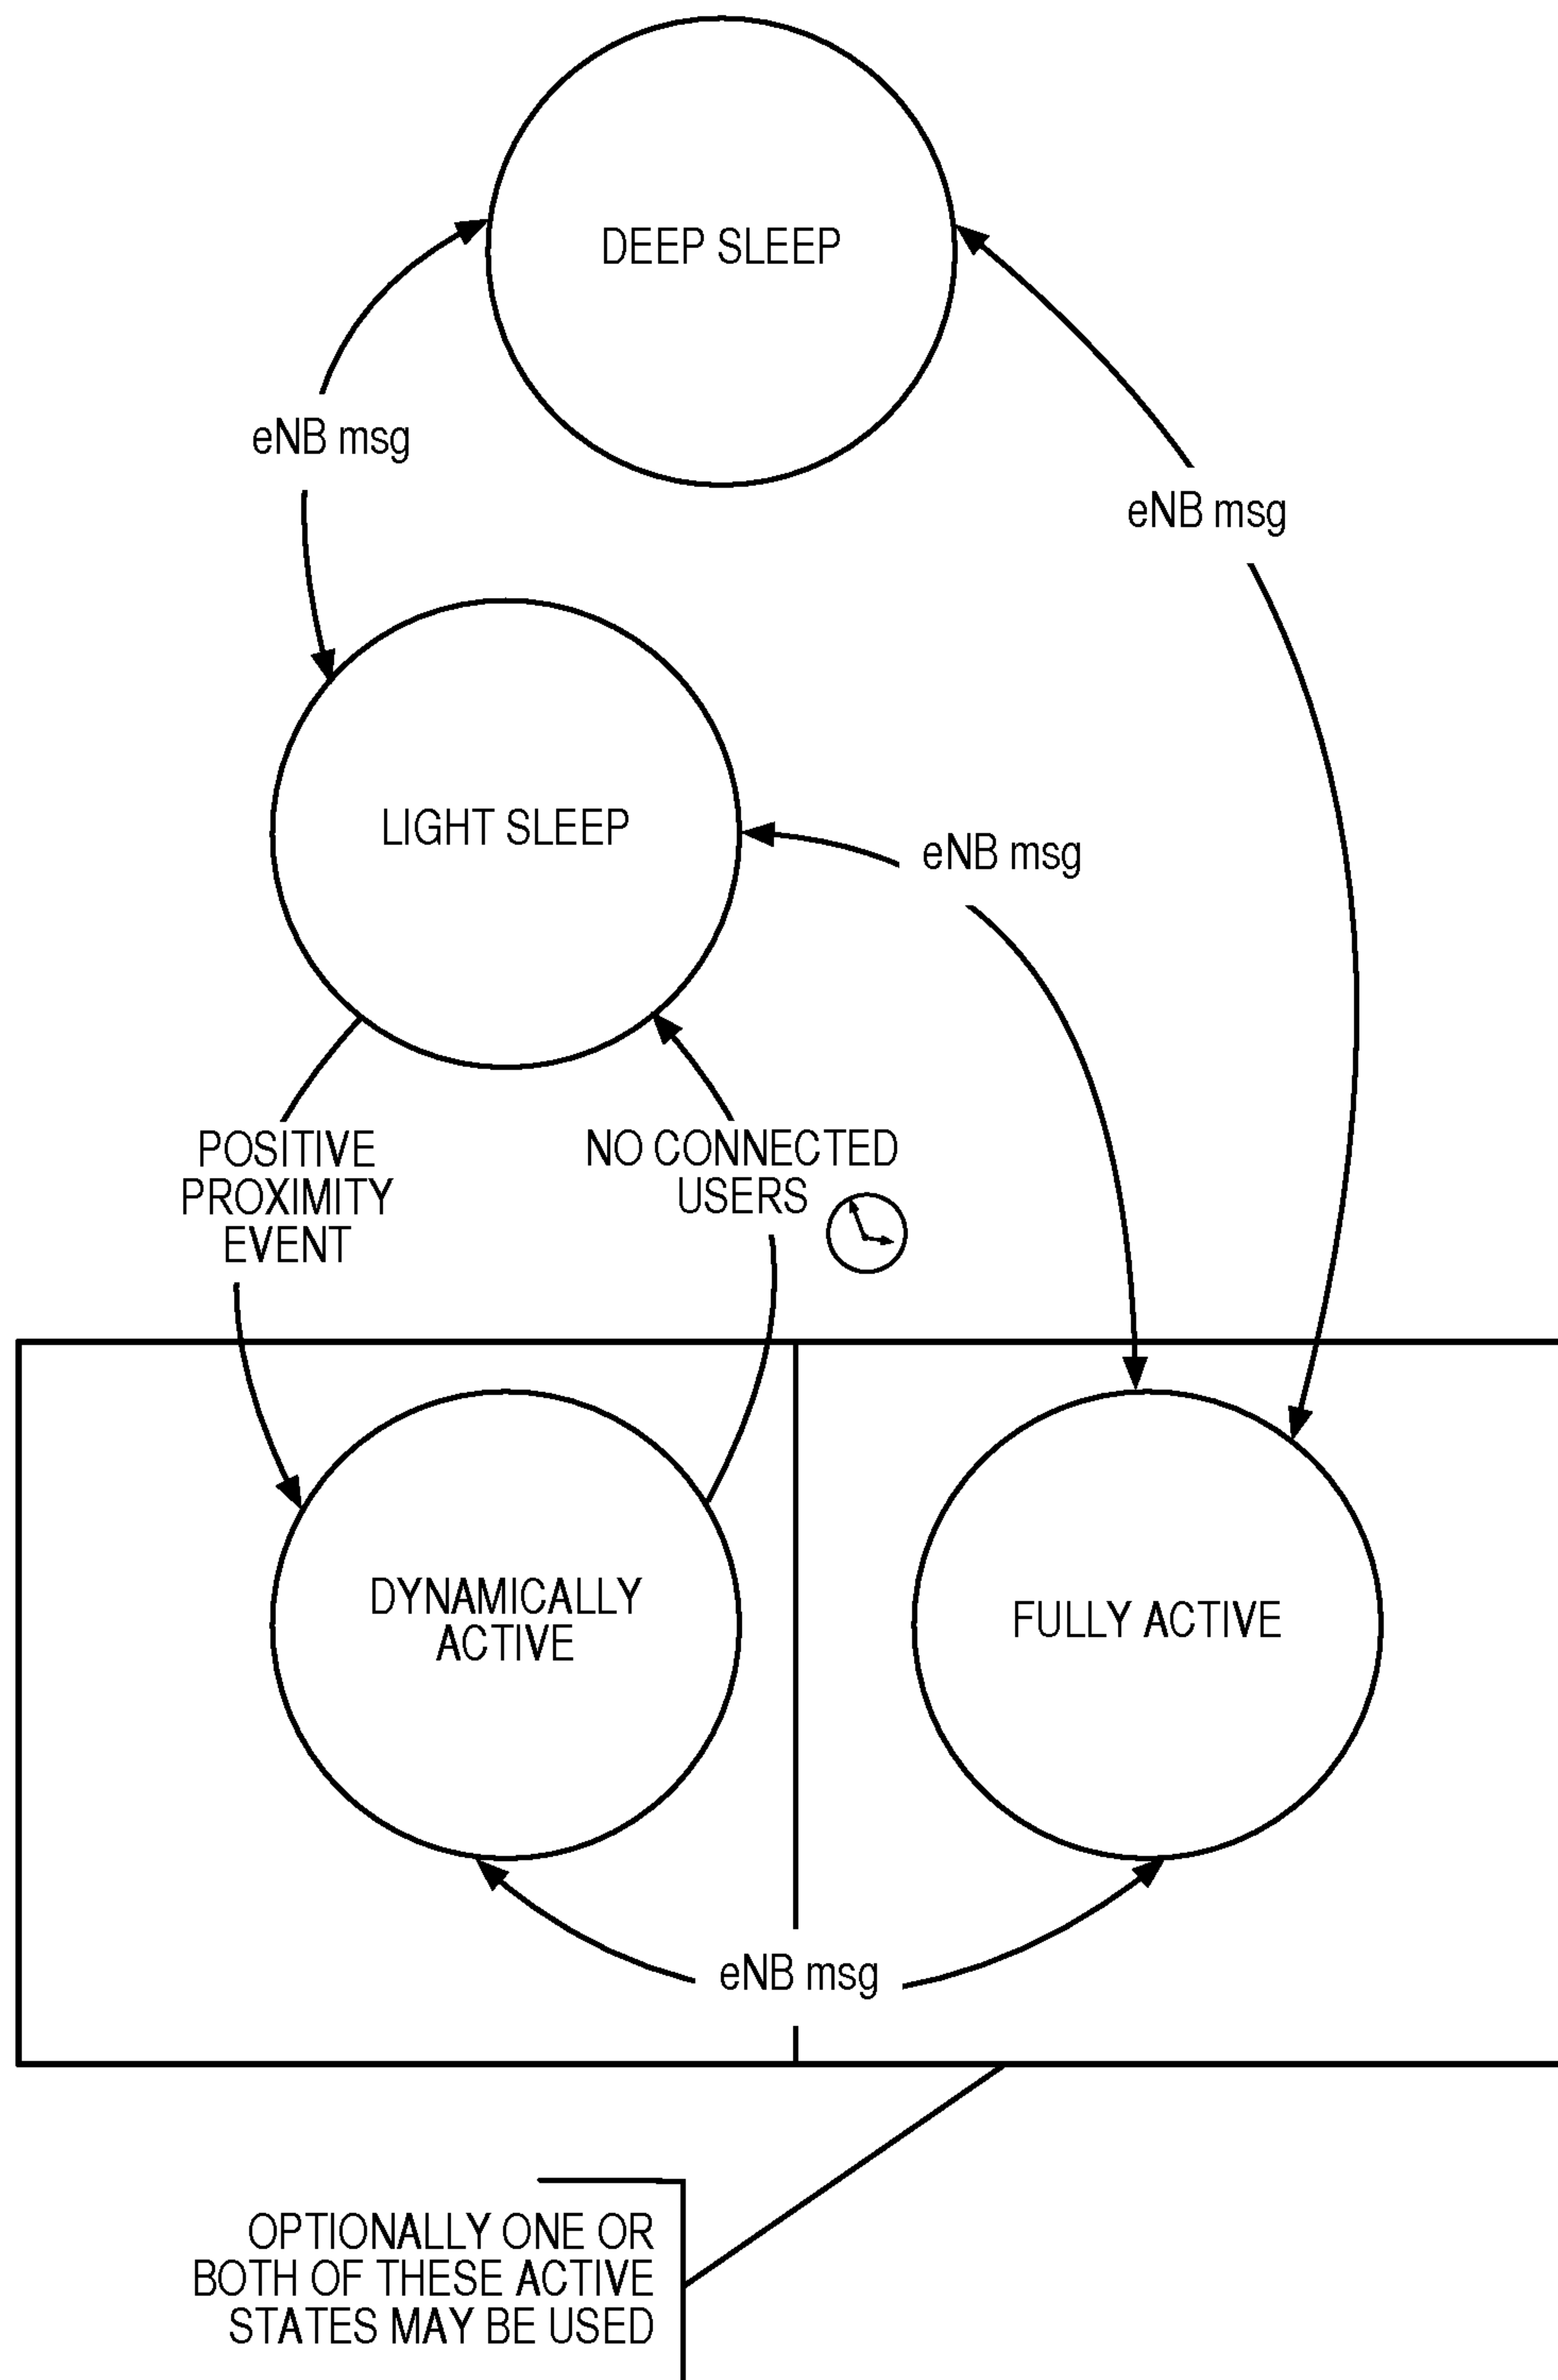 DEEP SLEEP
eNB msg
eNB msg
LIGHT SLEEP
eNB msg
POSITIVE
PROXIMITY
EVENT
NO CONNECTED
USERS
DYNAMICALLY
ACTIVE
FULLY ACTIVE
eNB msg
OPTIONALLY ONE OR
BOTH OF THESE ACTIVE
STATES MAY BE USED